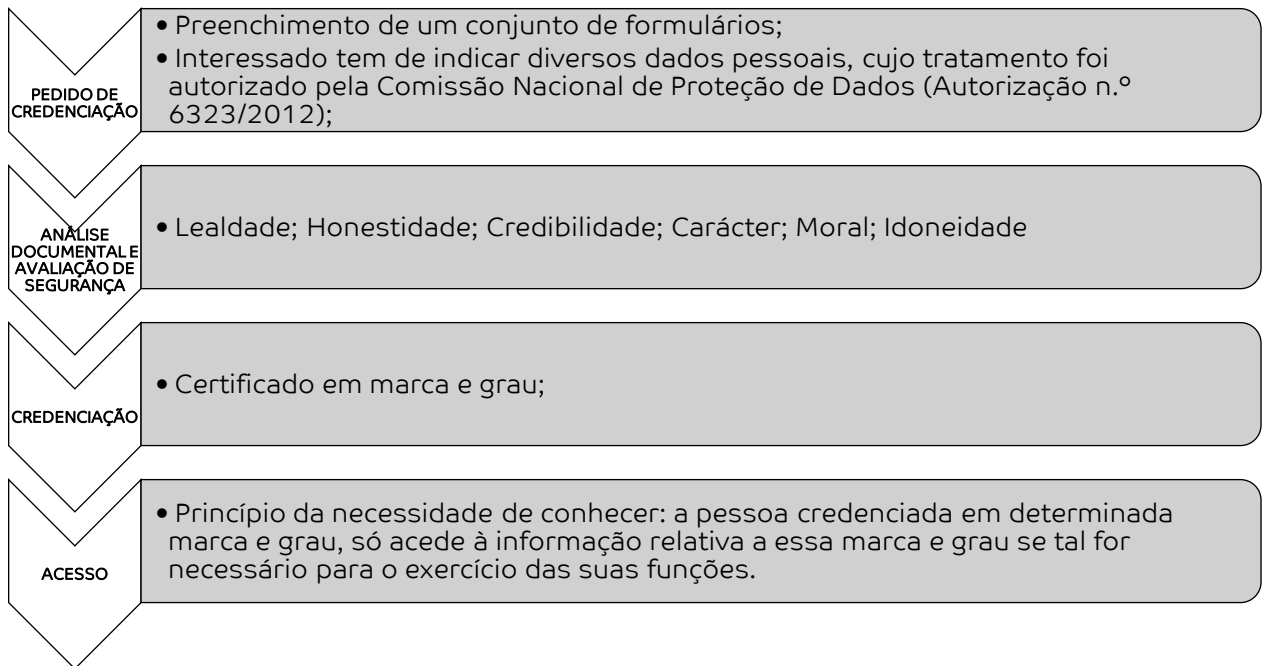 PEDIDO DE
CREDENCIAÇÃO
• Preenchimento de um conjunto de formulários;
• Interessado tem de indicar diversos dados pessoais, cujo tratamento foi
autorizado pela Comissão Nacional de Proteção de Dados (Autorização n.º
6323/2012);
ANÁLISE
DOCUMENTAL E
AVALIAÇÃO DE
SEGURANÇA
• Lealdade; Honestidade; Credibilidade; Carácter; Moral; Idoneidade
CREDENCIAÇÃO
• Certificado em marca e grau;
ACESSO
• Princípio da necessidade de conhecer: a pessoa credenciada em determinada
marca e grau, só acede à informação relativa a essa marca e grau se tal for
necessário para o exercício das suas funções.